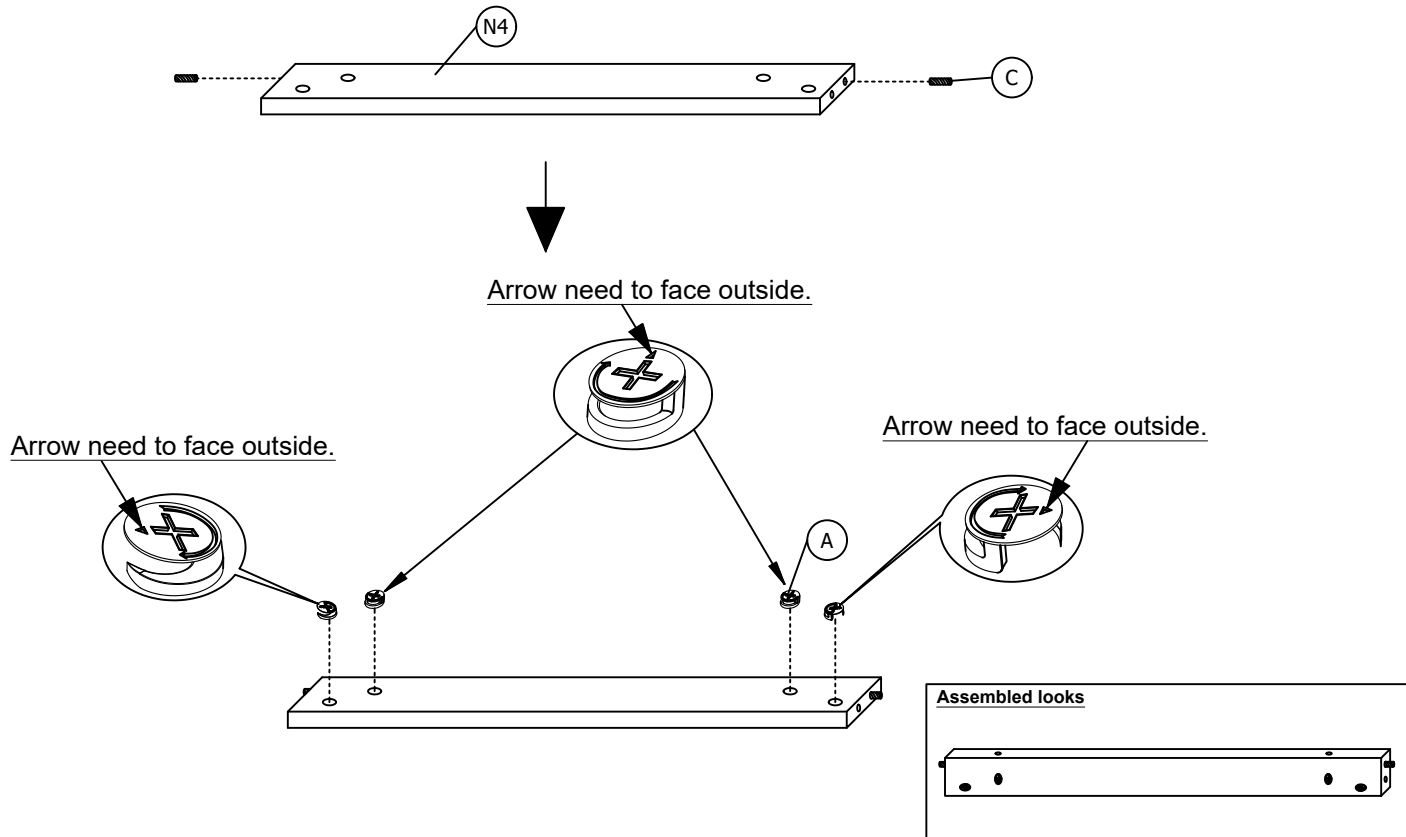 N4
C
Arrow need to face outside.
Arrow need to face outside.
Arrow need to face outside.
A
Assembled looks